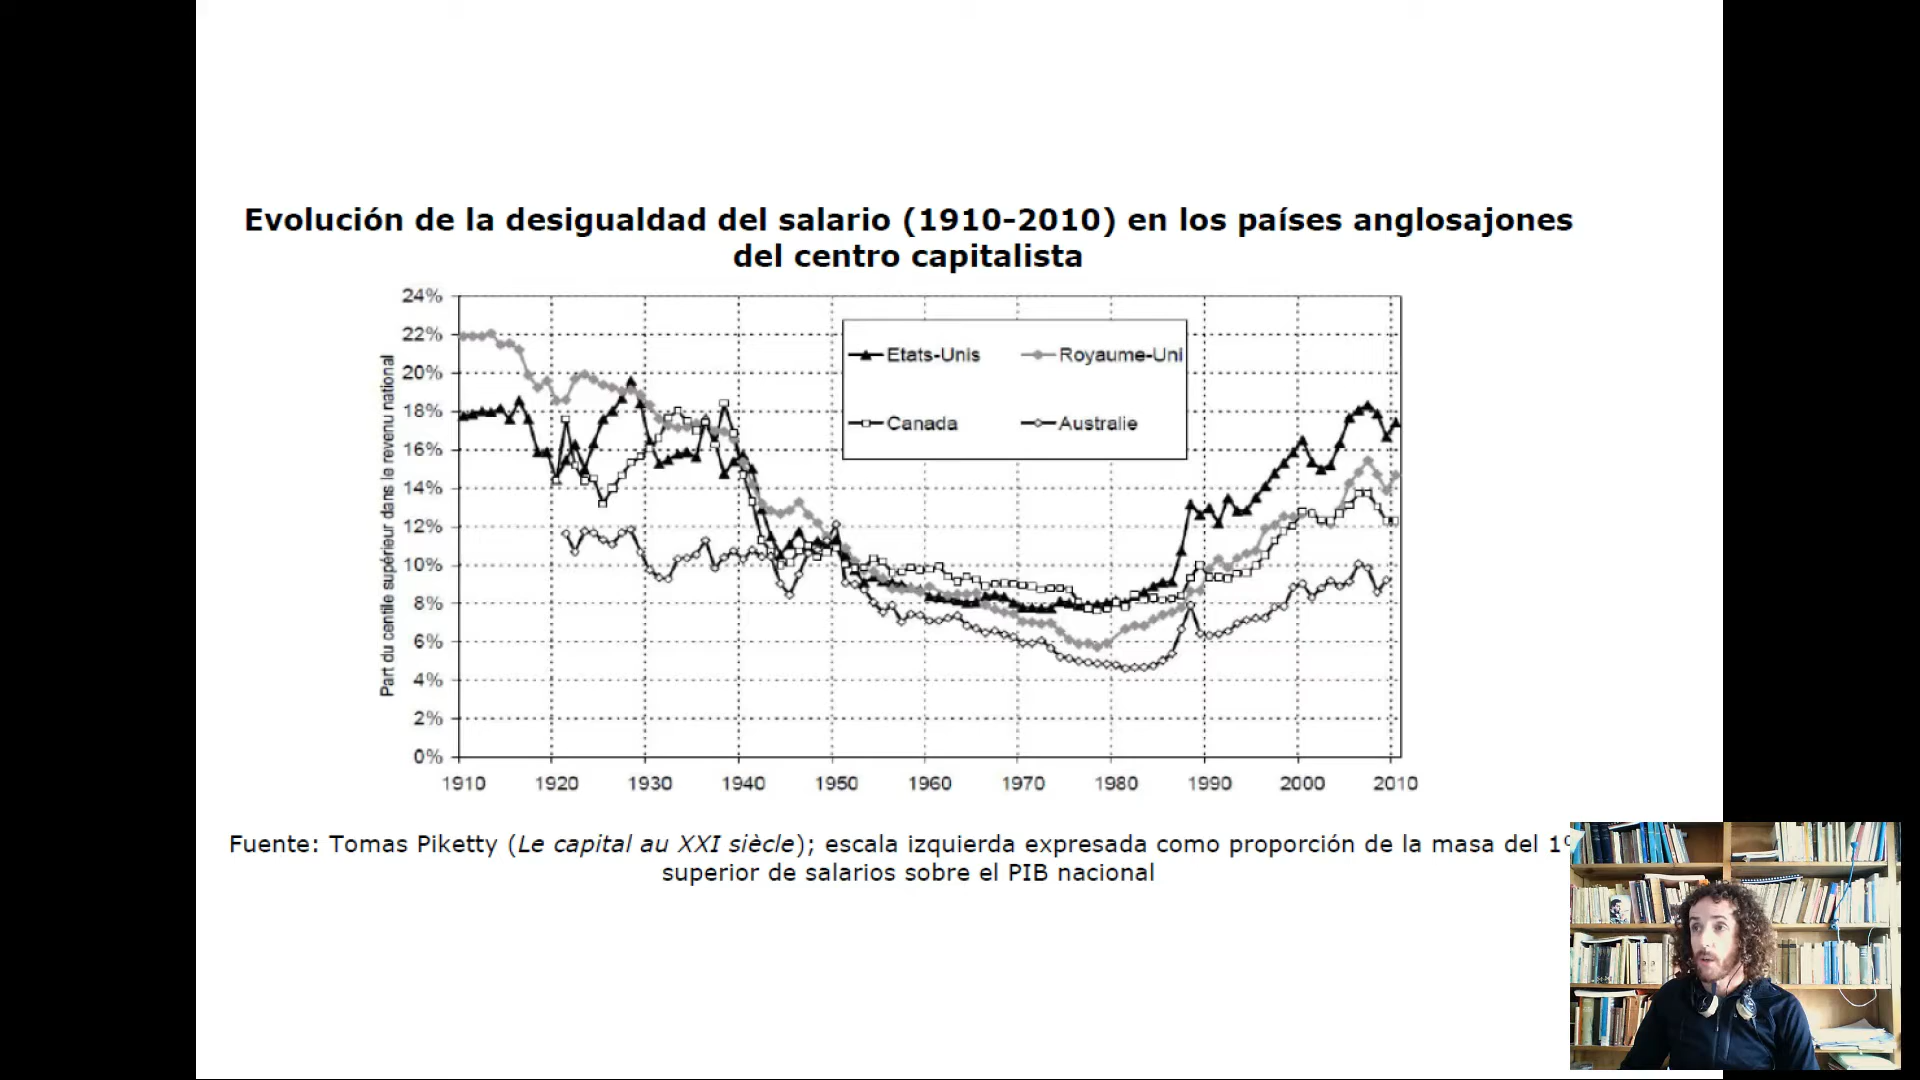 Evolución de la desigualdad del salario (1910-2010) en los países anglosajones
del centro capitalista
24%
22%
20%
18%
16%
14%
12%
10%
8%
6%
4%
2%
0%
Part du centile supérieur dans le revenu national
Etats-Unis
Royaume-Uni
Canada
Australie
1910
1920
1930
1940
1950
1960
1970
1980
1990
2000
2010
Fuente: Tomas Piketty (Le capital au XXI siècle); escala izquierda expresada como proporción de la masa del 1º
superior de salarios sobre el PIB nacional